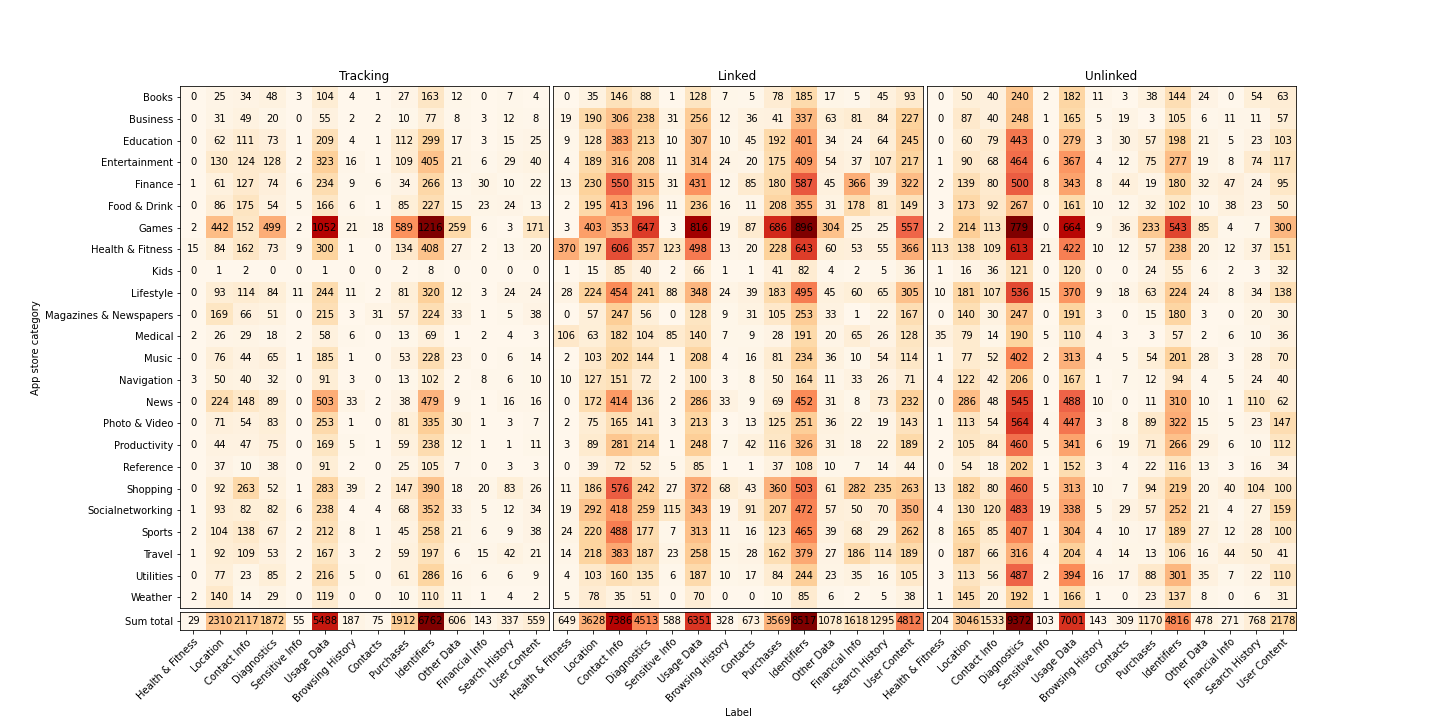 Tracking Linked Unlinked
Books 0 25 34 48 3 104 4 1 27 163 12 0 7 4 0 35 146 88 1 128 7 5 78 185 17 5 45 93 0 50 40 240 2 182 11 3 38 144 24 0 54 63
Business 0 31 49 20 0 55 2 2 10 77 8 3 12 8 19 190 306 238 31 256 12 36 41 337 63 81 84 227 0 87 40 248 1 165 5 19 3 105 6 11 11 57
Education 0 62 111 73 1 209 4 1 112 299 17 3 15 25 9 128 383 213 10 307 10 45 192 401 34 24 64 245 0 60 79 443 0 279 3 30 57 198 21 5 23 103
Entertainment 0 130 124 128 2 323 16 1 109 405 21 6 29 40 4 189 316 208 11 314 24 20 175 409 54 37 107 217 1 90 68 464 6 367 4 12 75 277 19 8 74 117
Finance 1 61 127 74 6 234 9 6 34 266 13 30 10 22 13 230 550 315 31 431 12 85 180 587 45 366 39 322 2 139 80 500 8 343 8 44 19 180 32 47 24 95
Food & Drink 0 86 175 54 5 166 6 1 85 227 15 23 24 13 2 195 413 196 11 236 16 11 208 355 31 178 81 149 3 173 92 267 0 161 10 12 32 102 10 38 23 50
Games 2 442 152 499 2 1052 21 18 589 1216 259 6 3 171 3 403 353 647 3 816 19 87 686 896 304 25 25 557 2 214 113 779 0 664 9 36 233 543 85 4 7 300
Health & Fitness 15 84 162 73 9 300 1 0 134 408 27 2 13 20 370 197 606 357 123 498 13 20 228 643 60 53 55 366 113 138 109 613 21 422 10 12 57 238 20 12 37 151
Kids 0 1 2 0 0 1 0 0 2 8 0 0 0 0 1 15 85 40 2 66 1 1 41 82 4 2 5 36 1 16 36 121 0 120 0 0 24 55 6 2 3 32
Lifestyle 0 93 114 84 11 244 11 2 81 320 12 3 24 24 28 224 454 241 88 348 24 39 183 495 45 60 65 305 10 181 107 536 15 370 9 18 63 224 24 8 34 138
Magazines & Newspapers 0 169 66 51 0 215 3 31 57 224 33 1 5 38 0 57 247 56 0 128 9 31 105 253 33 1 22 167 0 140 30 247 0 191 3 0 15 180 3 0 20 30
Medical 2 26 29 18 2 58 6 0 13 69 1 2 4 3 106 63 182 104 85 140 7 9 28 191 20 65 26 128 35 79 14 190 5 110 4 3 3 57 2 6 10 36
Music 0 76 44 65 1 185 1 0 53 228 23 0 6 14 2 103 202 144 1 208 4 16 81 234 36 10 54 114 1 77 52 402 2 313 4 5 54 201 28 3 28 70
Navigation 3 50 40 32 0 91 3 0 13 102 2 8 6 10 10 127 151 72 2 100 3 8 50 164 11 33 26 71 4 122 42 206 0 167 1 7 12 94 4 5 24 40
News 0 224 148 89 0 503 33 2 38 479 9 1 16 16 0 172 414 136 2 286 33 9 69 452 31 8 73 232 0 286 48 545 1 488 10 0 11 310 10 1 110 62
Photo & Video 0 71 54 83 0 253 1 0 81 335 30 1 3 7 2 75 165 141 3 213 3 13 125 251 36 22 19 143 1 113 54 564 4 447 3 8 89 322 15 5 23 147
Productivity 0 44 47 75 0 169 5 1 59 238 12 1 1 11 3 89 281 214 1 248 7 42 116 326 31 18 22 189 2 105 84 460 5 341 6 19 71 266 29 6 10 112
Reference 0 37 10 38 0 91 2 0 25 105 7 0 3 3 0 39 72 52 5 85 1 1 37 108 10 7 14 44 0 54 18 202 1 152 3 4 22 116 13 3 16 34
Shopping 0 92 263 52 1 283 39 2 147 390 18 20 83 26 11 186 576 242 27 372 68 43 360 503 61 282 235 263 13 182 80 460 5 313 10 7 94 219 20 40 104 100
Socialnetworking 1 93 82 82 6 238 4 4 68 352 33 5 12 34 19 292 418 259 115 343 19 91 207 472 57 50 70 350 4 130 120 483 19 338 5 29 57 252 21 4 27 159
Sports 2 104 138 67 2 212 8 1 45 258 21 6 9 38 24 220 488 177 7 313 11 16 123 465 39 68 29 262 8 165 85 407 1 304 4 10 17 189 27 12 28 100
Travel 1 92 109 53 2 167 3 2 59 197 6 15 42 21 14 218 383 187 23 258 15 28 162 379 27 186 114 189 0 187 66 316 4 204 4 14 13 106 16 44 50 41
Utilities 0 77 23 85 2 216 5 0 61 286 16 6 6 9 4 103 160 135 6 187 10 17 84 244 23 35 16 105 3 113 56 487 2 394 16 17 88 301 35 7 22 110
Weather 2 140 14 29 0 119 0 0 10 110 11 1 4 2 5 78 35 51 0 70 0 0 10 85 6 2 5 38 1 145 20 192 1 166 1 0 23 137 8 0 6 31
Sum total 29 2310 2117 1872 55 5488 187 75 1912 6762 606 143 337 559 649 3628 7386 4513 588 6351 328 673 3569 8517 1078 1618 1295 4812 204 3046 1533 9372 103 7001 143 309 1170 4816 478 271 768 2178
Health & Fitness Location Contact Info Diagnostics Sensitive Info Usage Data Browsing History Contacts Purchases Identifiers Other Data Financial Info Search History User Content Health & Fitness Location Contact Info Diagnostics Sensitive Info Usage Data Browsing History Contacts Purchases Identifiers Other Data Financial Info Search History User Content Health & Fitness Location Contact Info Diagnostics Sensitive Info Usage Data Browsing History Contacts Purchases Identifiers Other Data Financial Info Search History User Content
App store category
Label